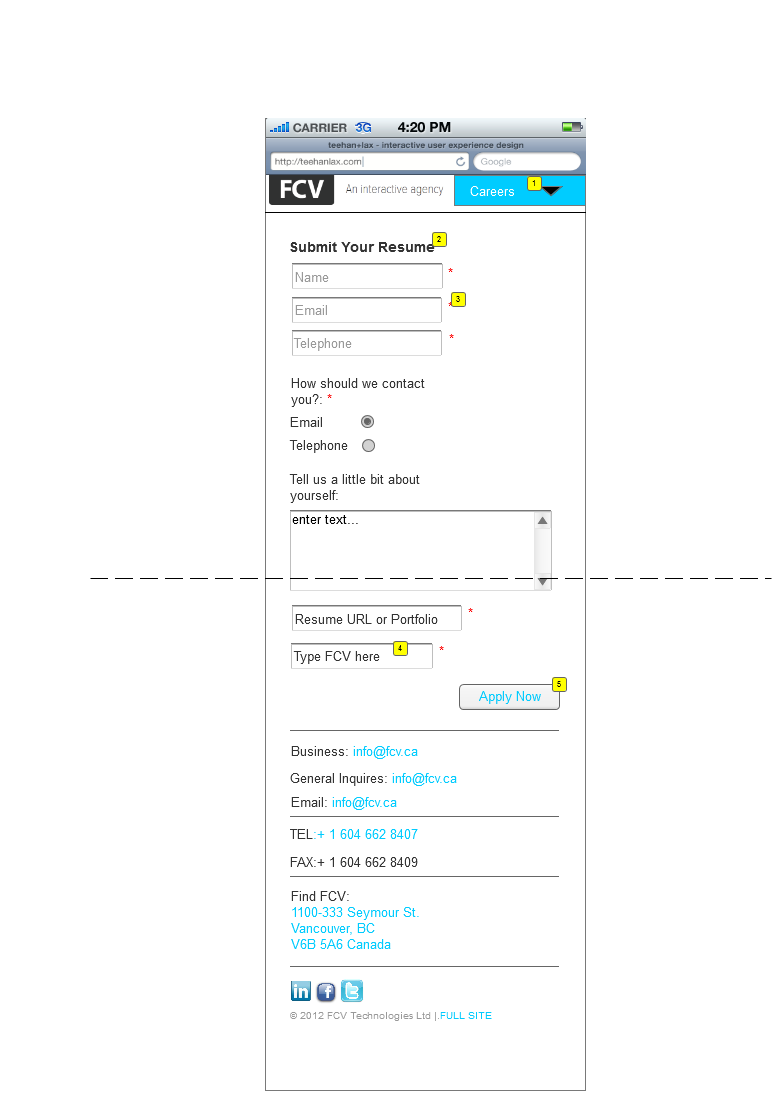 CARRIER 3G 4:20 PM
teehan+lax - interactive user experience design
http://teehanlax.com Google
FCV An interactive agency Careers 1
Submit Your Resume 2
Name *
Email * 3
Telephone *
How should we contact
you?: *
Email
Telephone
Tell us a little bit about
yourself:
enter text...
Resume URL or Portfolio *
Type FCV here 4 *
Apply Now 5
Business: info@fcv.ca
General Inquires: info@fcv.ca
Email: info@fcv.ca
TEL:+ 1 604 662 8407
FAX:+ 1 604 662 8409
Find FCV:
1100-333 Seymour St.
Vancouver, BC
V6B 5A6 Canada
in f t
© 2012 FCV Technologies Ltd |.FULL SITE